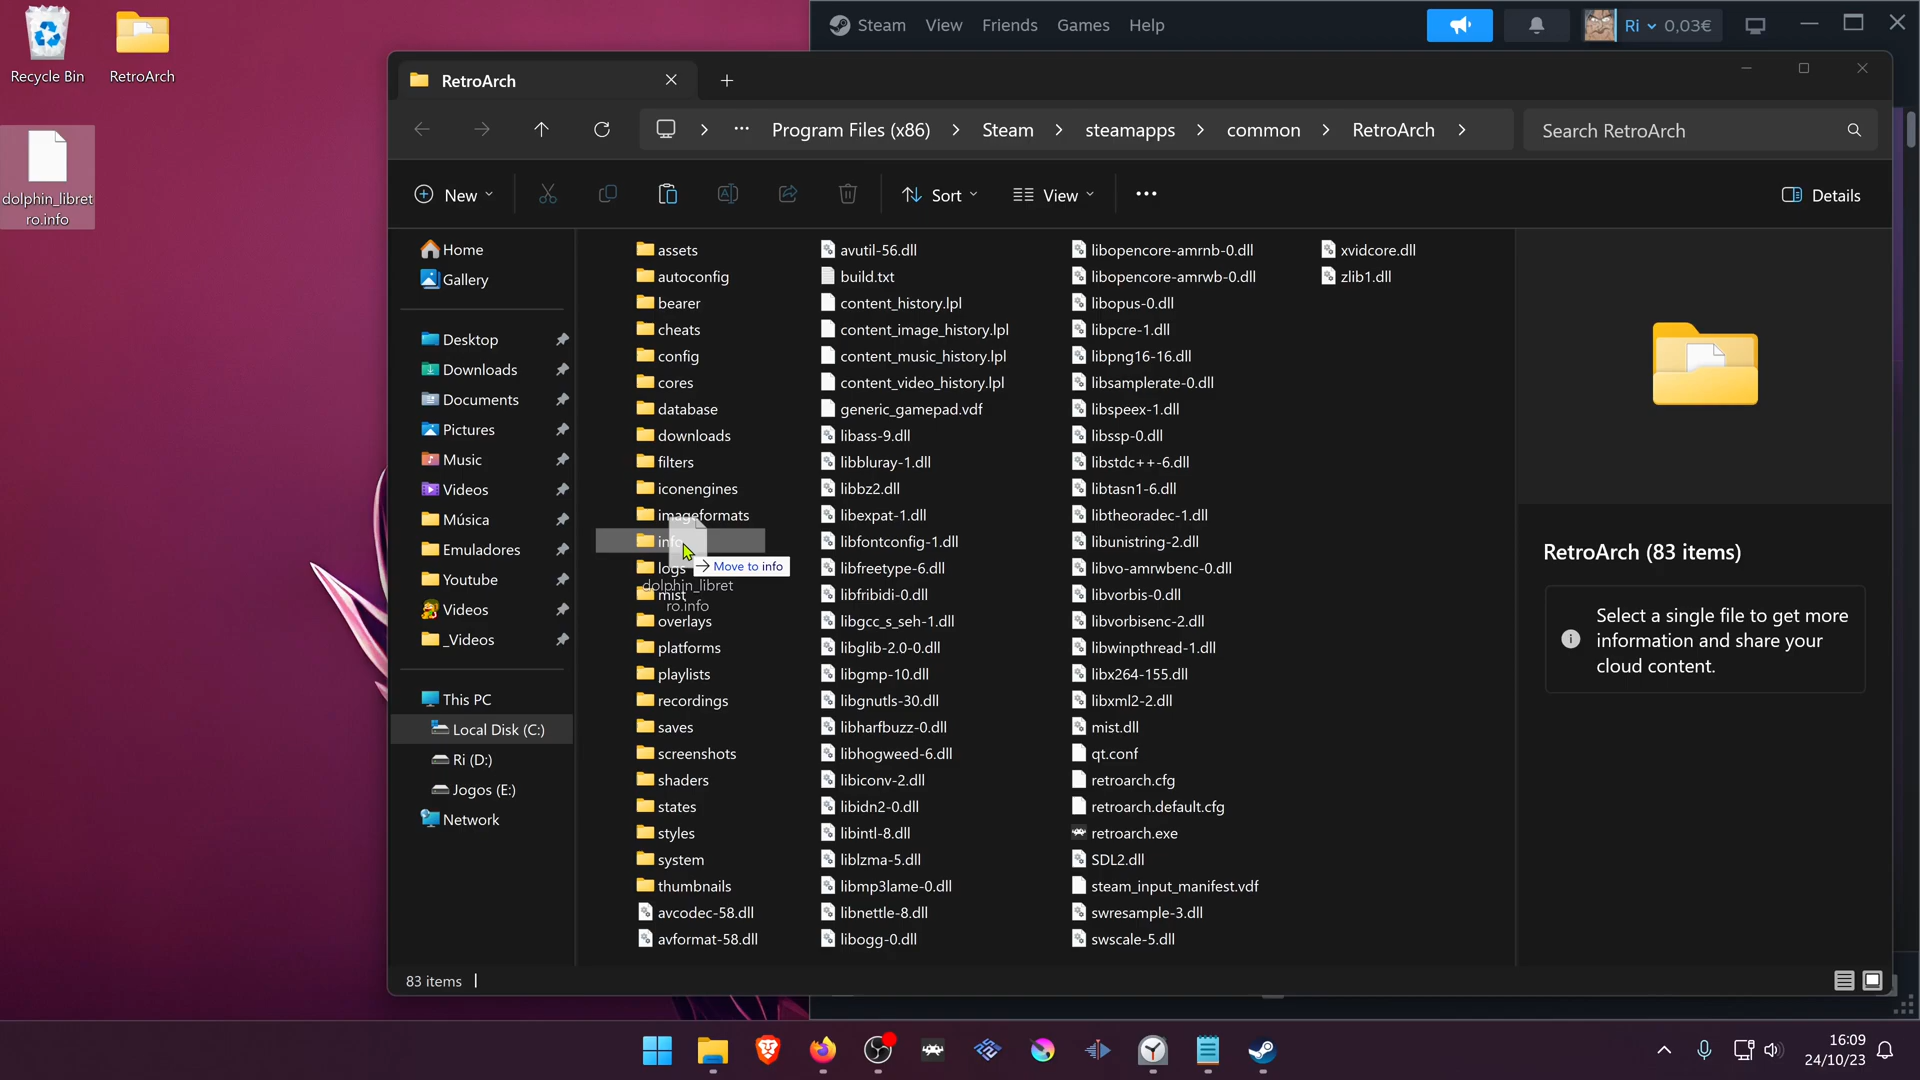 Recycle Bin
RetroArch
dolphin_libret
ro.info
Steam
View
Friends
Games
Help
Ri
0,03€
RetroArch
Program Files (x86)
Steam
steamapps
common
RetroArch
Search RetroArch
New
Sort
View
Details
Home
Gallery
Desktop
Downloads
Documents
Pictures
Music
Videos
Música
Emuladores
Youtube
Videos
_Videos
This PC
Local Disk (C:)
Ri (D:)
Jogos (E:)
Network
assets
autoconfig
bearer
cheats
config
cores
database
downloads
filters
iconengines
imageformats
info
Move to info
logs
dolphin_libret
ro.info
mist
overlays
platforms
playlists
recordings
saves
screenshots
shaders
states
styles
system
thumbnails
avcodec-58.dll
avformat-58.dll
avutil-56.dll
build.txt
content_history.lpl
content_image_history.lpl
content_music_history.lpl
content_video_history.lpl
generic_gamepad.vdf
libass-9.dll
libbluray-1.dll
libbz2.dll
libexpat-1.dll
libfontconfig-1.dll
libfreetype-6.dll
libfribidi-0.dll
libgcc_s_seh-1.dll
libglib-2.0-0.dll
libgmp-10.dll
libgnutls-30.dll
libharfbuzz-0.dll
libhogweed-6.dll
libiconv-2.dll
libidn2-0.dll
libintl-8.dll
liblzma-5.dll
libmp3lame-0.dll
libnettle-8.dll
libogg-0.dll
libopencore-amrnb-0.dll
libopencore-amrwb-0.dll
libopus-0.dll
libpcre-1.dll
libpng16-16.dll
libsamplerate-0.dll
libspeex-1.dll
libssp-0.dll
libstdc++-6.dll
libtasn1-6.dll
libtheoradec-1.dll
libunistring-2.dll
libvo-amrwbenc-0.dll
libvorbis-0.dll
libvorbisenc-2.dll
libwinpthread-1.dll
libx264-155.dll
libxml2-2.dll
mist.dll
qt.conf
retroarch.cfg
retroarch.default.cfg
retroarch.exe
SDL2.dll
steam_input_manifest.vdf
swresample-3.dll
swscale-5.dll
xvidcore.dll
zlib1.dll
RetroArch (83 items)
Select a single file to get more
information and share your
cloud content.
83 items
16:09
24/10/23